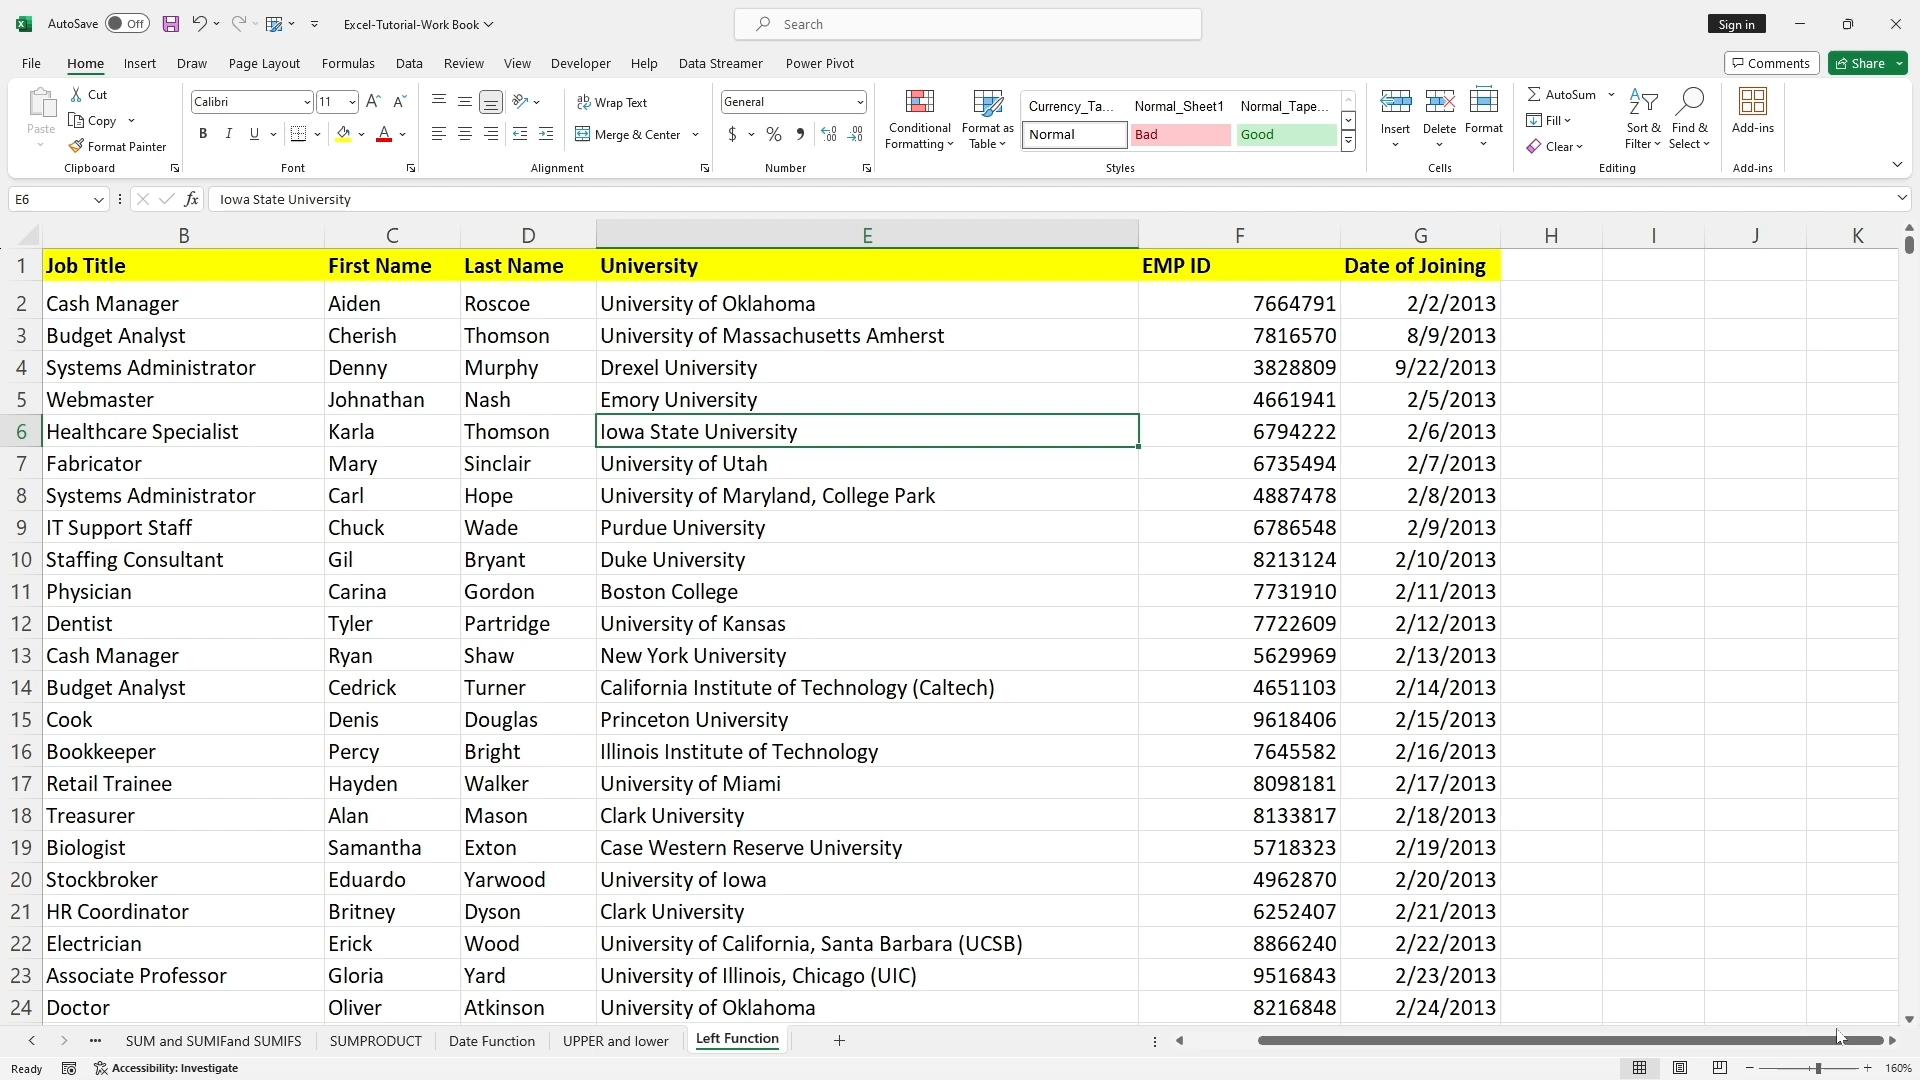 AutoSave Off Excel-Tutorial-Work Book Search Sign in
File Home Insert Draw Page Layout Formulas Data Review View Developer Help Data Streamer Power Pivot Comments Share
Paste Cut Copy Format Painter Clipboard
Calibri 11 B I U A Font
Wrap Text Merge & Center Alignment
General $ % , Number
Conditional Formatting Format as Table Currency_Ta... Normal_Sheet1 Normal_Tape... Normal Bad Good Styles
Insert Delete Format Cells
AutoSum Fill Clear Sort & Filter Find & Select Editing
Add-ins Add-ins
E6 fx Iowa State University
B C D E F G H I J K
1 Job Title First Name Last Name University EMP ID Date of Joining
2 Cash Manager Aiden Roscoe University of Oklahoma 7664791 2/2/2013
3 Budget Analyst Cherish Thomson University of Massachusetts Amherst 7816570 8/9/2013
4 Systems Administrator Denny Murphy Drexel University 3828809 9/22/2013
5 Webmaster Johnathan Nash Emory University 4661941 2/5/2013
6 Healthcare Specialist Karla Thomson Iowa State University 6794222 2/6/2013
7 Fabricator Mary Sinclair University of Utah 6735494 2/7/2013
8 Systems Administrator Carl Hope University of Maryland, College Park 4887478 2/8/2013
9 IT Support Staff Chuck Wade Purdue University 6786548 2/9/2013
10 Staffing Consultant Gil Bryant Duke University 8213124 2/10/2013
11 Physician Carina Gordon Boston College 7731910 2/11/2013
12 Dentist Tyler Partridge University of Kansas 7722609 2/12/2013
13 Cash Manager Ryan Shaw New York University 5629969 2/13/2013
14 Budget Analyst Cedrick Turner California Institute of Technology (Caltech) 4651103 2/14/2013
15 Cook Denis Douglas Princeton University 9618406 2/15/2013
16 Bookkeeper Percy Bright Illinois Institute of Technology 7645582 2/16/2013
17 Retail Trainee Hayden Walker University of Miami 8098181 2/17/2013
18 Treasurer Alan Mason Clark University 8133817 2/18/2013
19 Biologist Samantha Exton Case Western Reserve University 5718323 2/19/2013
20 Stockbroker Eduardo Yarwood University of Iowa 4962870 2/20/2013
21 HR Coordinator Britney Dyson Clark University 6252407 2/21/2013
22 Electrician Erick Wood University of California, Santa Barbara (UCSB) 8866240 2/22/2013
23 Associate Professor Gloria Yard University of Illinois, Chicago (UIC) 9516843 2/23/2013
24 Doctor Oliver Atkinson University of Oklahoma 8216848 2/24/2013
... SUM and SUMIFand SUMIFS SUMPRODUCT Date Function UPPER and lower Left Function +
Ready Accessibility: Investigate 160%